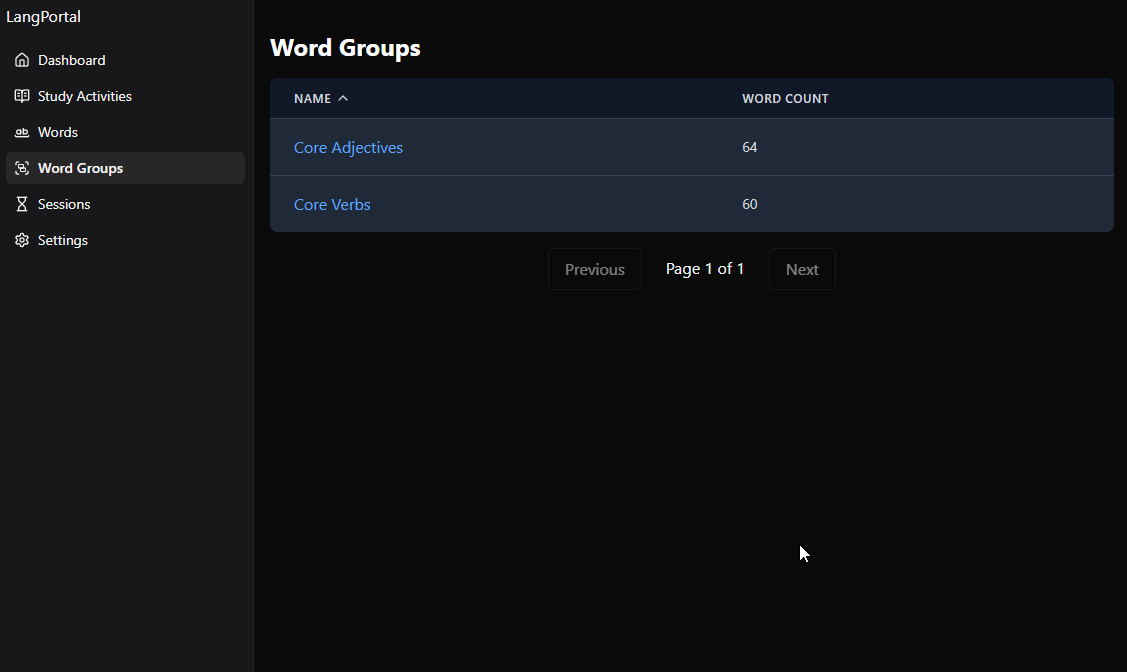 LangPortal
Dashboard
Study Activities
ab Words
Word Groups
Sessions
Settings
Word Groups
NAME WORD COUNT
Core Adjectives 64
Core Verbs 60
Previous Page 1 of 1 Next